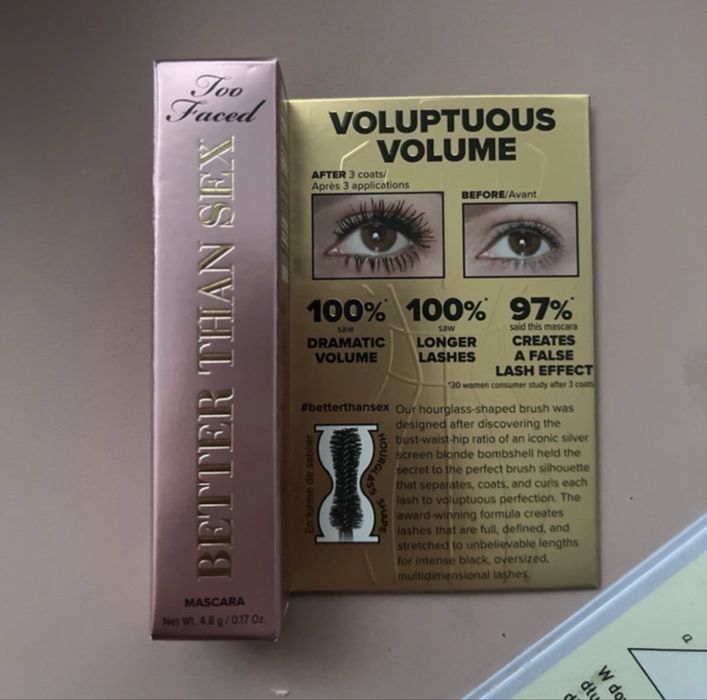 Too
Faced
BETTER THAN SEX
MASCARA
Net Wt. 4.8 g / 0.17 Oz.
VOLUPTUOUS
VOLUME
AFTER 3 coats/
Après 3 applications
BEFORE/Avant
100%*
saw
DRAMATIC
VOLUME
100%*
saw
LONGER
LASHES
97%*
said this mascara
CREATES
A FALSE
LASH EFFECT
*30 women consumer study after 3 coats
#betterthansex
En forme de sablier
HOURGLASS SHAPE
Our hourglass-shaped brush was
designed after discovering the
bust-waist-hip ratio of an iconic silver
screen blonde bombshell held the
secret to the perfect brush silhouette
that separates, coats, and curls each
lash to voluptuous perfection. The
award-winning formula creates
lashes that are full, defined, and
stretched to unbelievable lengths
for intense black, oversized,
multidimensional lashes.
a
W